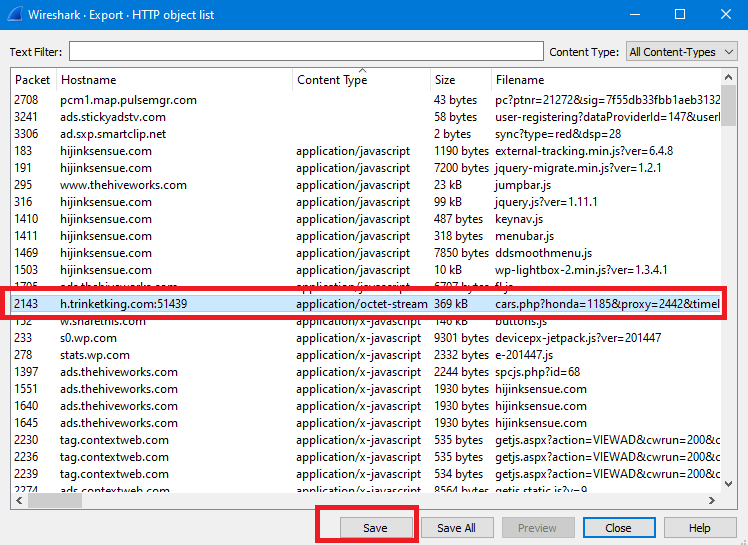 Wireshark · Export · HTTP object list
Text Filter: Content Type: All Content-Types
Packet Hostname Content Type Size Filename
2708 pcm1.map.pulsemgr.com 43 bytes pc?ptnr=21272&sig=7f55db33fbb1aeb3132
3241 ads.stickyadstv.com 58 bytes user-registering?dataProviderId=147&userI
3306 ad.sxp.smartclip.net 2 bytes sync?type=red&dsp=28
183 hijinksensue.com application/javascript 1190 bytes external-tracking.min.js?ver=6.4.8
191 hijinksensue.com application/javascript 7200 bytes jquery-migrate.min.js?ver=1.2.1
295 www.thehiveworks.com application/javascript 23 kB jumpbar.js
316 hijinksensue.com application/javascript 99 kB jquery.js?ver=1.11.1
1410 hijinksensue.com application/javascript 487 bytes keynav.js
1411 hijinksensue.com application/javascript 318 bytes menubar.js
1469 hijinksensue.com application/javascript 7850 bytes ddsmoothmenu.js
1503 hijinksensue.com application/javascript 10 kB wp-lightbox-2.min.js?ver=1.3.4.1
2143 h.trinketking.com:51439 application/octet-stream 369 kB cars.php?honda=1185&proxy=2442&timel
152 w.sharethis.com application/x-javascript 140 kB buttons.js
233 s0.wp.com application/x-javascript 9301 bytes devicepx-jetpack.js?ver=201447
278 stats.wp.com application/x-javascript 2332 bytes e-201447.js
1397 ads.thehiveworks.com application/x-javascript 2244 bytes spcjs.php?id=68
1551 ads.thehiveworks.com application/x-javascript 1930 bytes hijinksensue.com
1640 ads.thehiveworks.com application/x-javascript 1930 bytes hijinksensue.com
1645 ads.thehiveworks.com application/x-javascript 1930 bytes hijinksensue.com
2230 tag.contextweb.com application/x-javascript 535 bytes getjs.aspx?action=VIEWAD&cwrun=200&c
2236 tag.contextweb.com application/x-javascript 535 bytes getjs.aspx?action=VIEWAD&cwrun=200&c
2239 tag.contextweb.com application/x-javascript 534 bytes getjs.aspx?action=VIEWAD&cwrun=200&c
2274 ads.contextweb.com application/x-javascript 8564 bytes getjs.static.js?v=9
Save Save All Preview Close Help